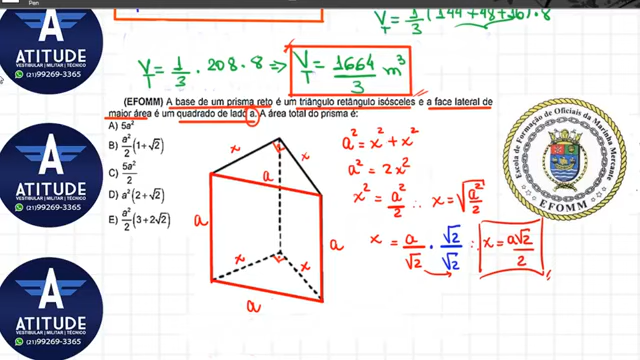 Pen
ATITUDE
VESTIBULAR | MILITAR | TÉCNICO
(21)99269-3365
V_T = 1/3 (144+48+16) . 8
V_T = 1/3 . 208 . 8 => V_T = 1664/3 m³
(EFOMM) A base de um prisma reto é um triângulo retângulo isósceles e a face lateral de
maior área é um quadrado de lado a. A área total do prisma é:
A) 5a²
B) a²/2 (1+√2)
C) 5a²/2
D) a² (2+√2)
E) a²/2 (3+2√2)
x
x
a
a
a
x
x
a
a² = x² + x²
a² = 2x²
x² = a²/2 ∴ x = √(a²/2)
x = a/√2 . √2/√2 ∴ x = a√2/2
Escola de Formação de Oficiais da Marinha Mercante
EFOMM
ATITUDE
VESTIBULAR | MILITAR | TÉCNICO
(21)99269-3365
ATITUDE
VESTIBULAR | MILITAR | TÉCNICO
(21)99269-3365